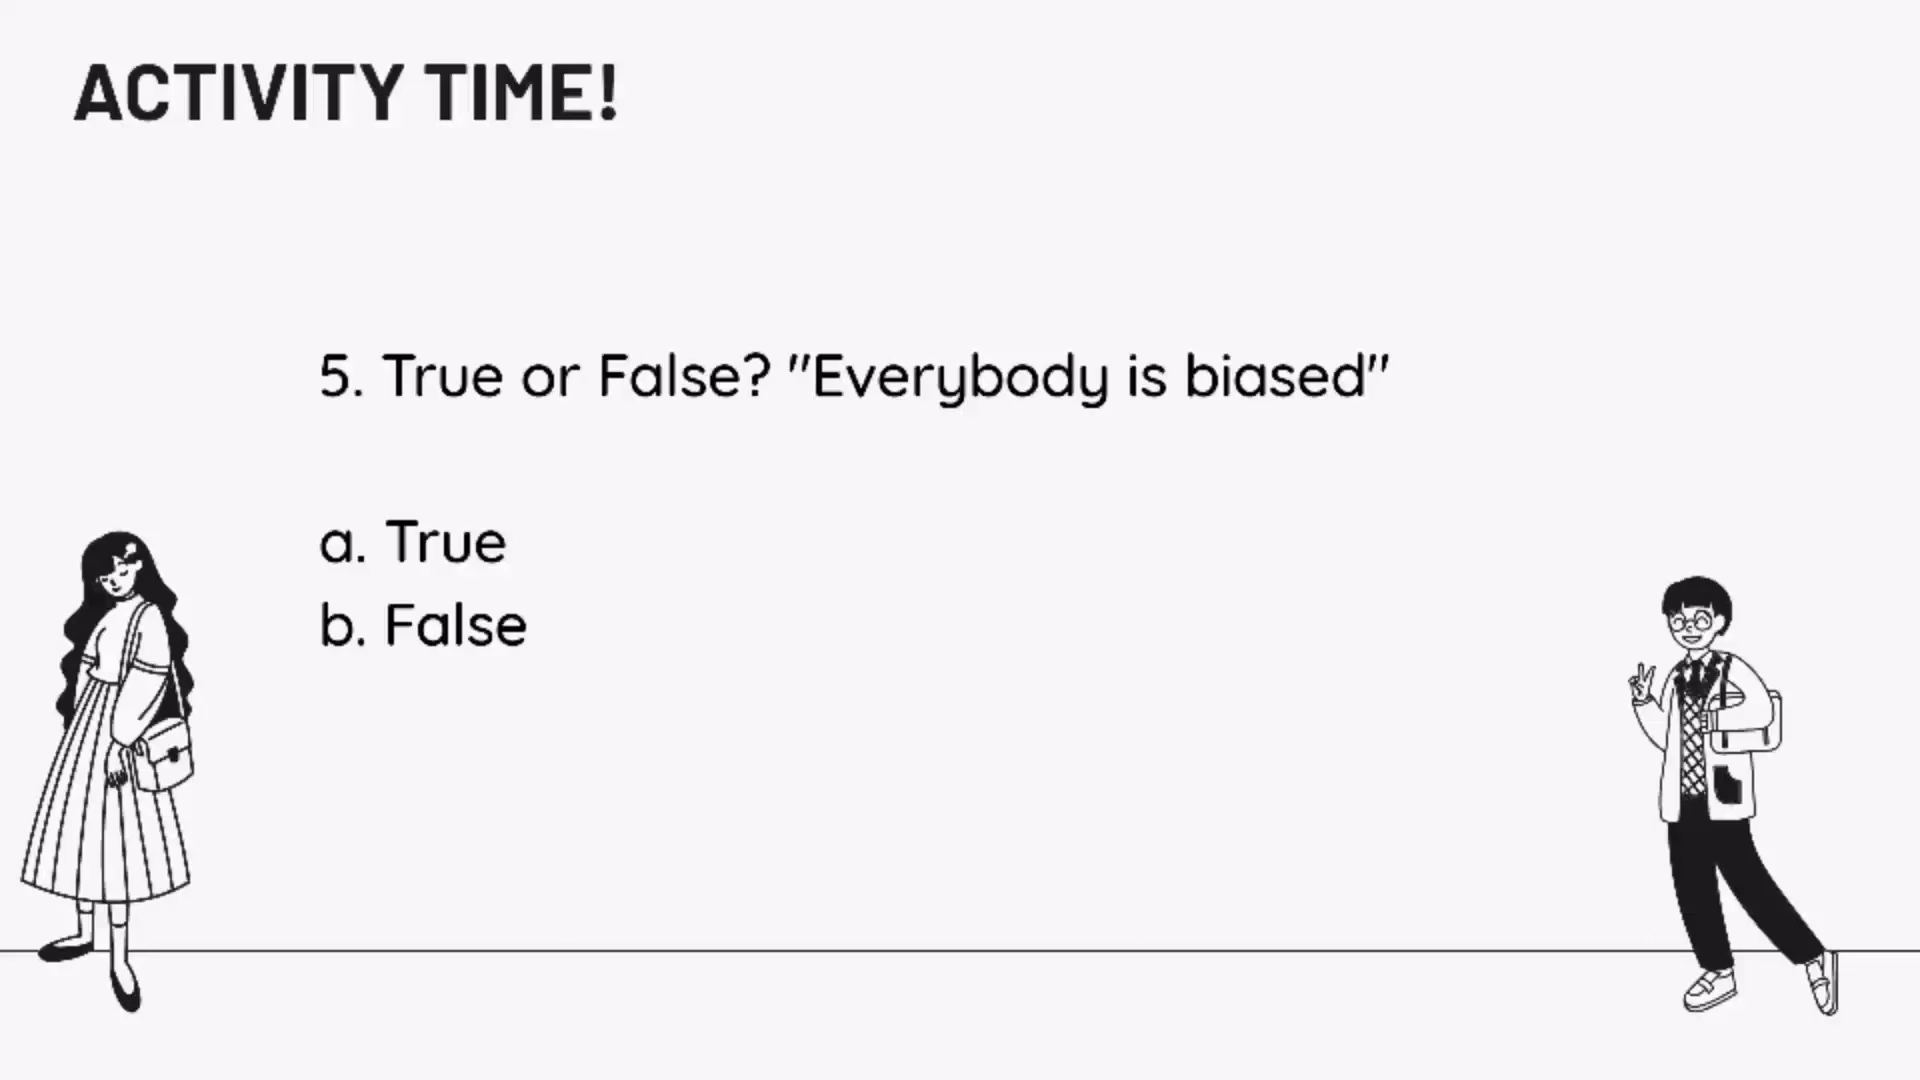 ACTIVITY TIME!
5. True or False? "Everybody is biased"
a. True
b. False